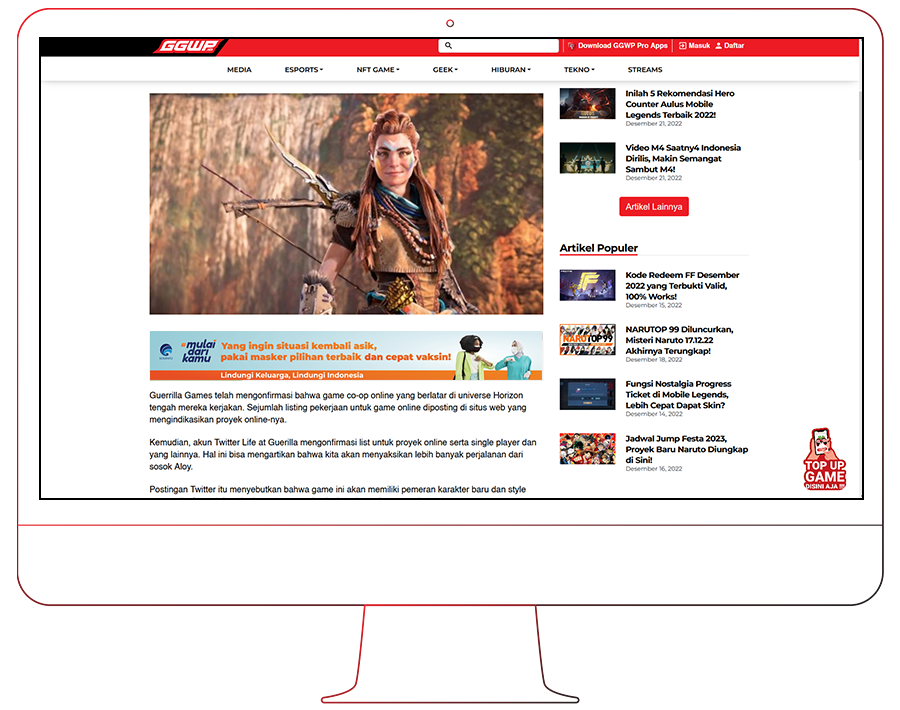 GGWP
Download GGWP Pro Apps
Masuk
Daftar
MEDIA
ESPORTS
NFT GAME
GEEK
HIBURAN
TEKNO
STREAMS
#mulai
dari
kamu
Yang ingin situasi kembali asik,
pakai masker pilihan terbaik dan cepat vaksin!
Lindungi Keluarga, Lindungi Indonesia
Guerrilla Games telah mengonfirmasi bahwa game co-op online yang berlatar di universe Horizon
tengah mereka kerjakan. Sejumlah listing pekerjaan untuk game online diposting di situs web yang
mengindikasikan proyek online-nya.
Kemudian, akun Twitter Life at Guerilla mengonfirmasi list untuk proyek online serta single player dan
yang lainnya. Hal ini bisa mengartikan bahwa kita akan menyaksikan lebih banyak perjalanan dari
sosok Aloy.
Postingan Twitter itu menyebutkan bahwa game ini akan memiliki pemeran karakter baru dan style
Inilah 5 Rekomendasi Hero
Counter Aulus Mobile
Legends Terbaik 2022!
Desember 21, 2022
Video M4 Saatny4 Indonesia
Dirilis, Makin Semangat
Sambut M4!
Desember 21, 2022
Artikel Lainnya
Artikel Populer
Kode Redeem FF Desember
2022 yang Terbukti Valid,
100% Works!
Desember 15, 2022
NARUTOP 99 Diluncurkan,
Misteri Naruto 17.12.22
Akhirnya Terungkap!
Desember 18, 2022
NARUTOP99
Fungsi Nostalgia Progress
Ticket di Mobile Legends,
Lebih Cepat Dapat Skin?
Desember 14, 2022
Jadwal Jump Festa 2023,
Proyek Baru Naruto Diungkap
di Sini!
Desember 16, 2022
TOP UP
GAME
DISINI AJA !!!